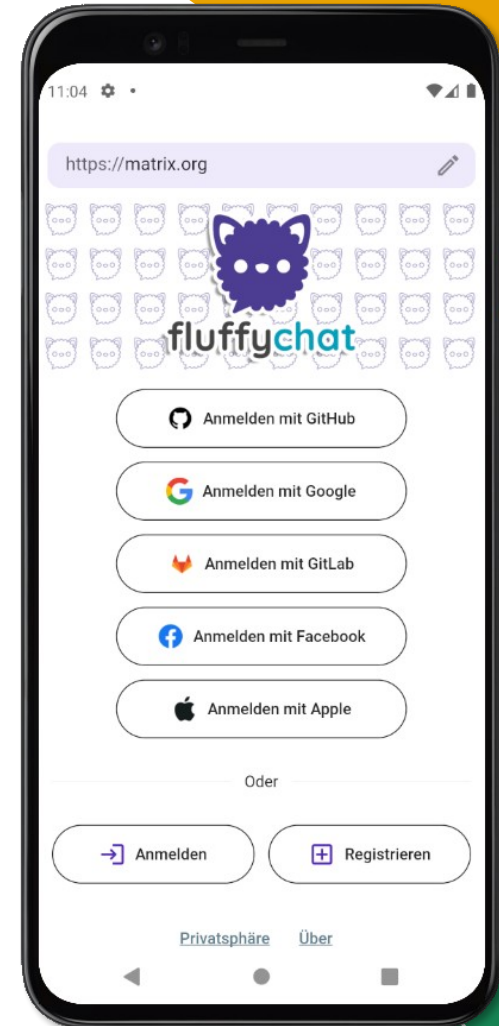 11:04
https://matrix.org
fluffychat
Anmelden mit GitHub
Anmelden mit Google
Anmelden mit GitLab
Anmelden mit Facebook
Anmelden mit Apple
Oder
Anmelden
Registrieren
Privatsphäre
Über